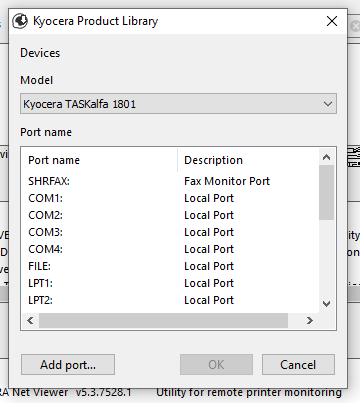 Kyocera Product Library
Devices
Model
Kyocera TASKalfa 1801
Port name
Port name Description
SHRFAX: Fax Monitor Port
COM1: Local Port
COM2: Local Port
COM3: Local Port
COM4: Local Port
FILE: Local Port
LPT1: Local Port
LPT2: Local Port
Add port...
OK
Cancel
RA Net Viewer v5.3.7528.1 Utility for remote printer monitoring